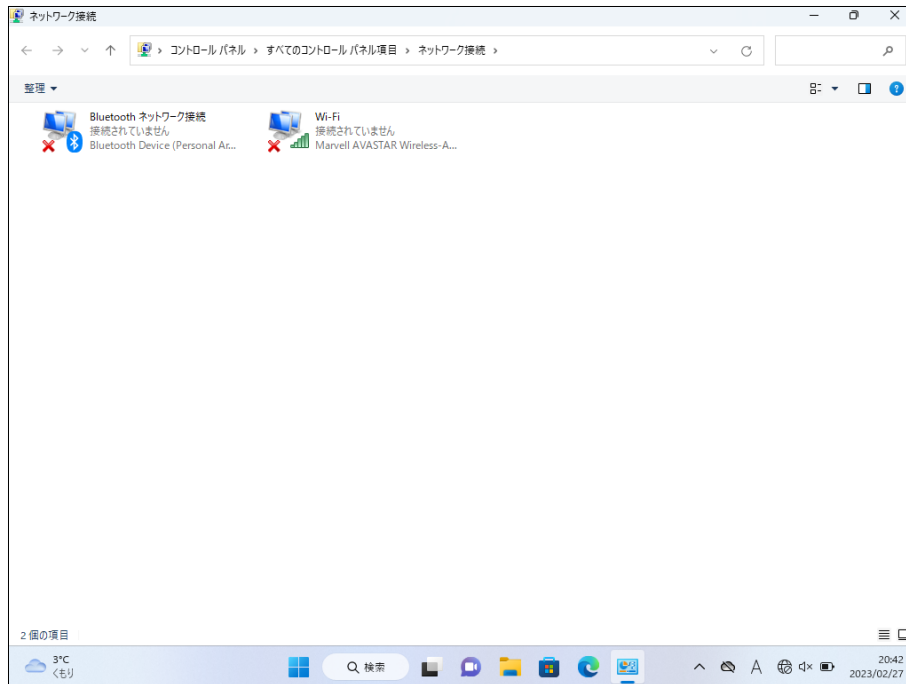 ネットワーク接続
コントロール パネル › すべてのコントロール パネル項目 › ネットワーク接続 ›
整理
Bluetooth ネットワーク接続
接続されていません
Bluetooth Device (Personal Ar...
Wi-Fi
接続されていません
Marvell AVASTAR Wireless-A...
2 個の項目
3°C
くもり
検索
A
20:42
2023/02/27